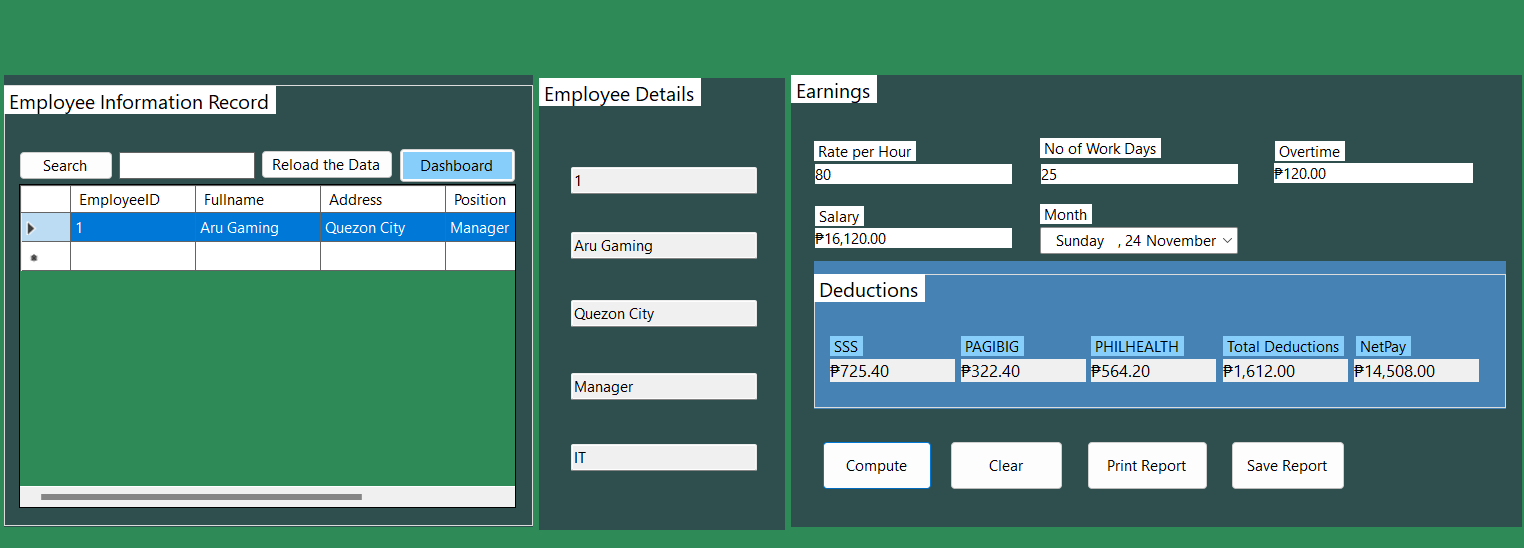 Employee Information Record
Search
Reload the Data
Dashboard
EmployeeID Fullname Address Position
1 Aru Gaming Quezon City Manager
Employee Details
1
Aru Gaming
Quezon City
Manager
IT
Earnings
Rate per Hour No of Work Days Overtime
80 25 ₱120.00
Salary Month
₱16,120.00 Sunday , 24 November
Deductions
SSS PAGIBIG PHILHEALTH Total Deductions NetPay
₱725.40 ₱322.40 ₱564.20 ₱1,612.00 ₱14,508.00
Compute Clear Print Report Save Report